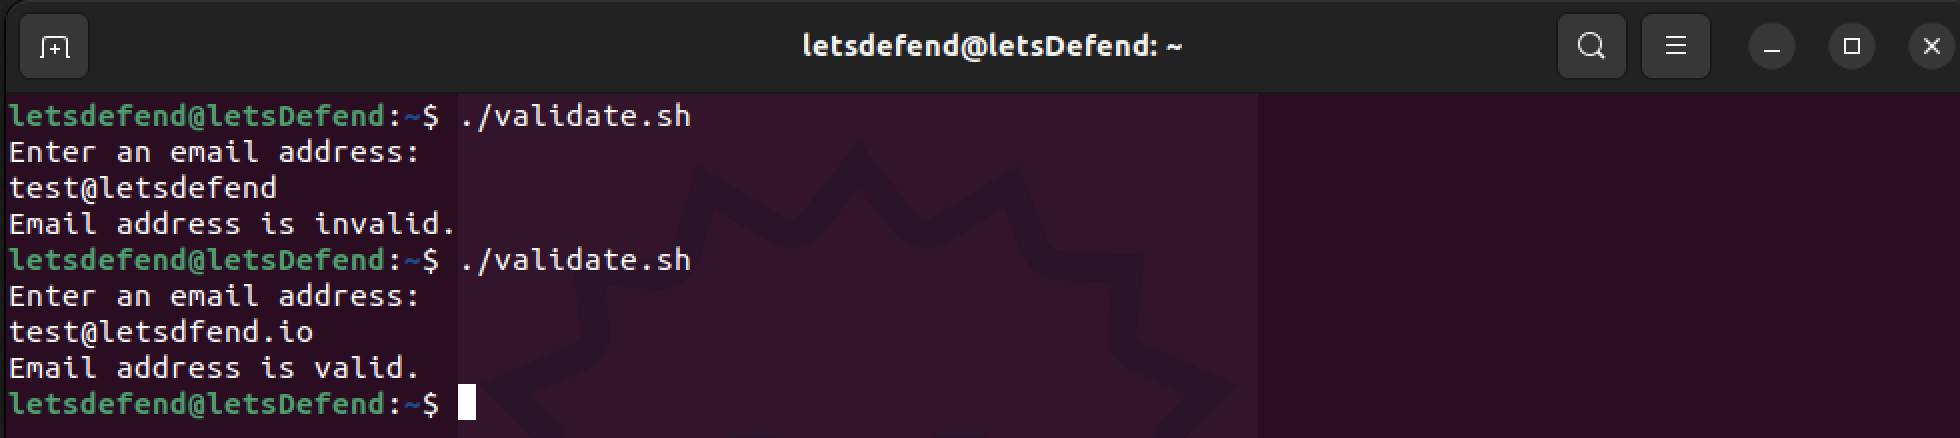 letsdefend@letsDefend: ~
letsdefend@letsDefend:~$ ./validate.sh
Enter an email address:
test@letsdefend
Email address is invalid.
letsdefend@letsDefend:~$ ./validate.sh
Enter an email address:
test@letsdfend.io
Email address is valid.
letsdefend@letsDefend:~$